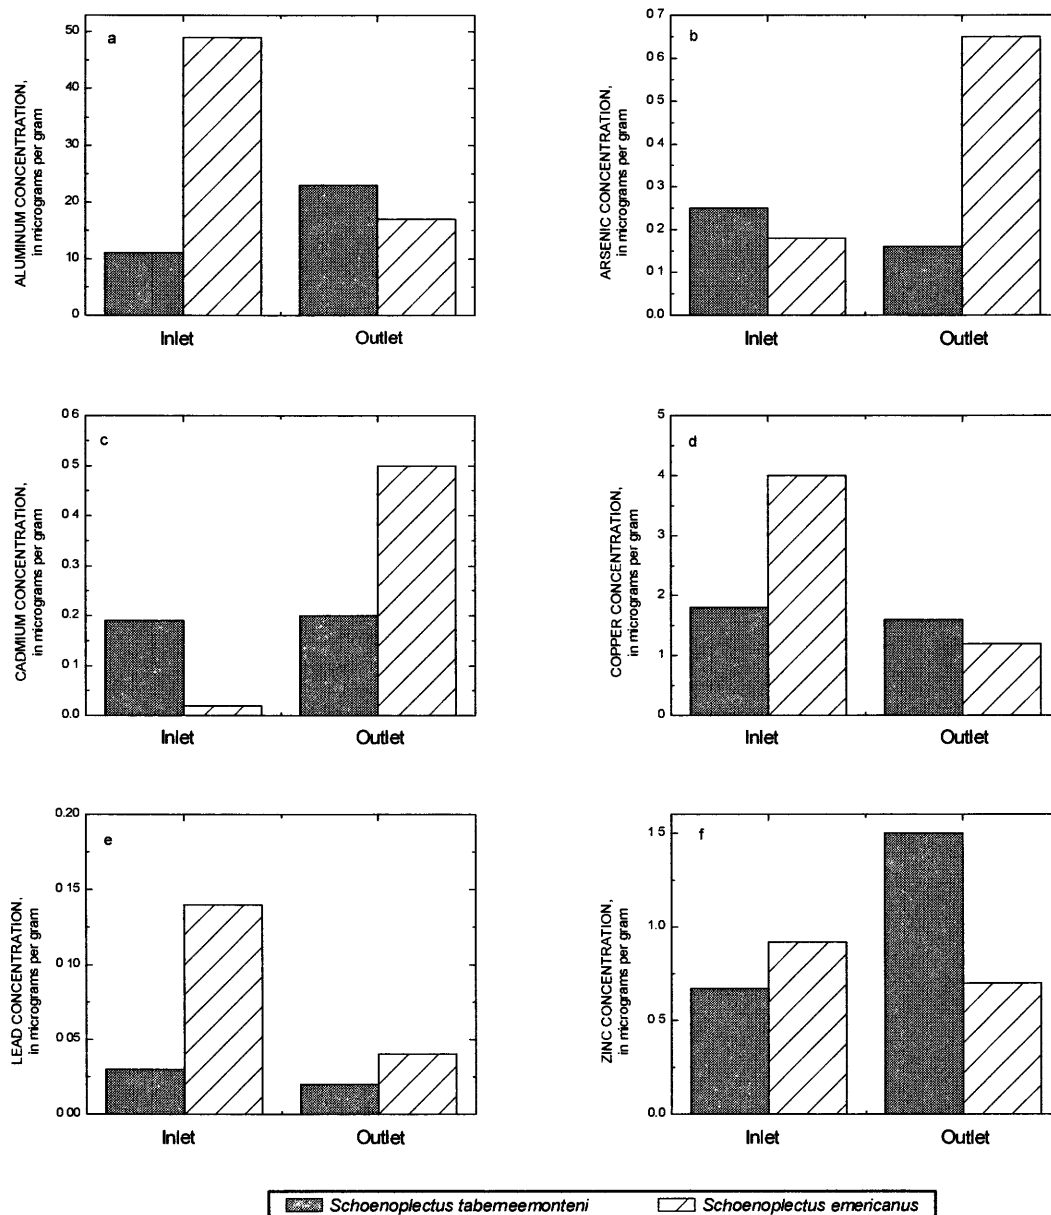 a
ALUMINUM CONCENTRATION,
in micrograms per gram
50
40
30
20
10
0
Inlet Outlet
b
ARSENIC CONCENTRATION,
in micrograms per gram
0.7
0.6
0.5
0.4
0.3
0.2
0.1
0.0
Inlet Outlet
c
CADMIUM CONCENTRATION,
in micrograms per gram
0.6
0.5
0.4
0.3
0.2
0.1
0.0
Inlet Outlet
d
COPPER CONCENTRATION,
in micrograms per gram
5
4
3
2
1
0
Inlet Outlet
e
LEAD CONCENTRATION,
in micrograms per gram
0.20
0.15
0.10
0.05
0.00
Inlet Outlet
f
ZINC CONCENTRATION,
in micrograms per gram
1.5
1.0
0.5
0.0
Inlet Outlet
Schoenoplectus taberneemonteni Schoenoplectus emericanus